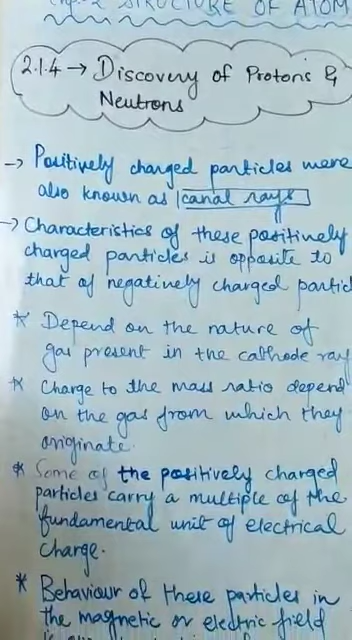 STRUCTURE OF ATOM
2.1.4 → Discovery of Protons &
Neutrons
→ Positively charged particles were
also known as canal rays
→ Characteristics of these positively
charged particles is opposite to
that of negatively charged partic
* Depend on the nature of
gas present in the cathode ray
* Charge to the mass ratio depend
on the gas from which they
originate.
* Some of the positively charged
particles carry a multiple of the
fundamental unit of electrical
charge.
* Behaviour of these particles in
the magnetic or electric field